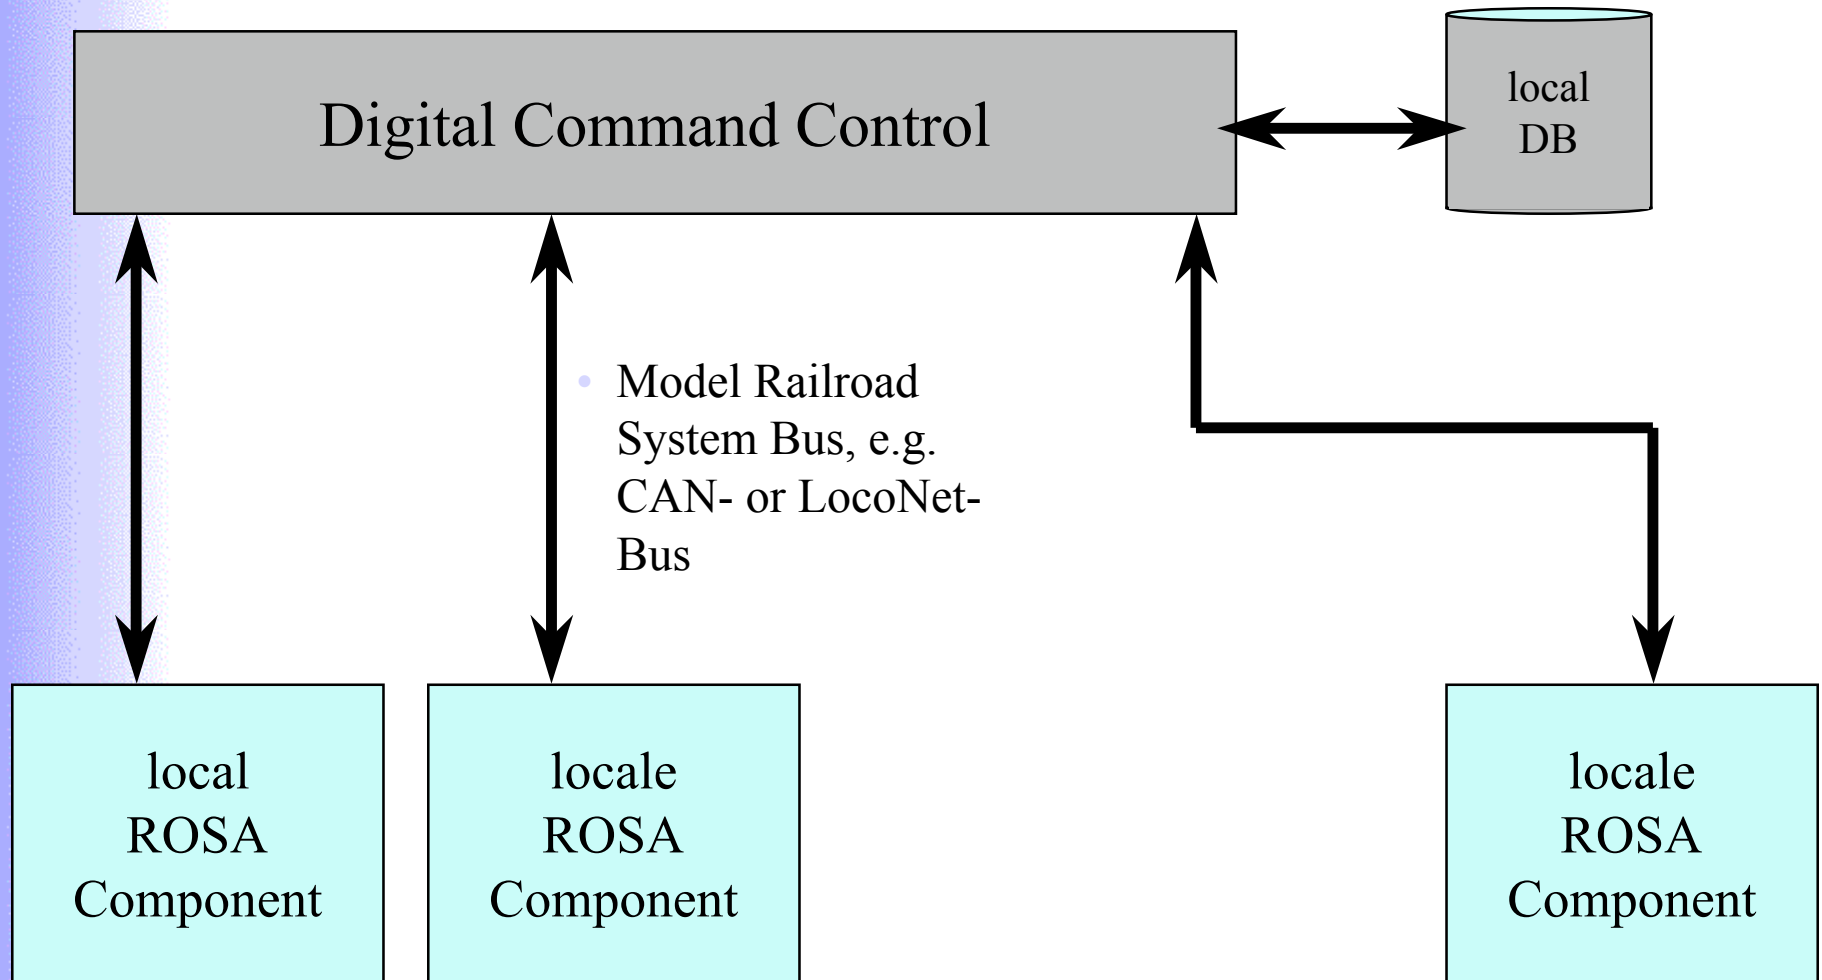 Digital Command Control
local
DB
• Model Railroad
System Bus, e.g.
CAN- or LocoNet-
Bus
local
ROSA
Component
locale
ROSA
Component
locale
ROSA
Component